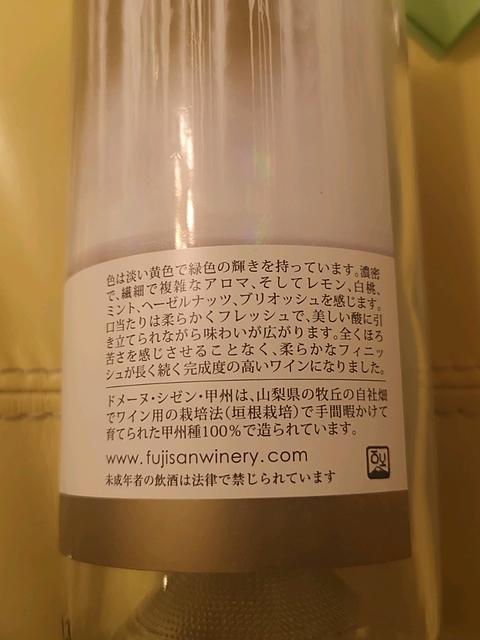 色は淡い黄色で緑色の輝きを持っています。濃密
で、繊細で複雑なアロマ、そしてレモン、白桃、
ミント、ヘーゼルナッツ、ブリオッシュを感じます。
口当たりは柔らかくフレッシュで、美しい酸に引
き立てられながら味わいが広がります。全くほろ
苦さを感じさせることなく、柔らかなフィニッ
シュが長く続く完成度の高いワインになりました。
ドメーヌ・シゼン・甲州は、山梨県の牧丘の自社畑
でワイン用の栽培法（垣根栽培）で手間暇かけて
育てられた甲州種100％で造られています。
www.fujisanwinery.com
未成年者の飲酒は法律で禁じられています